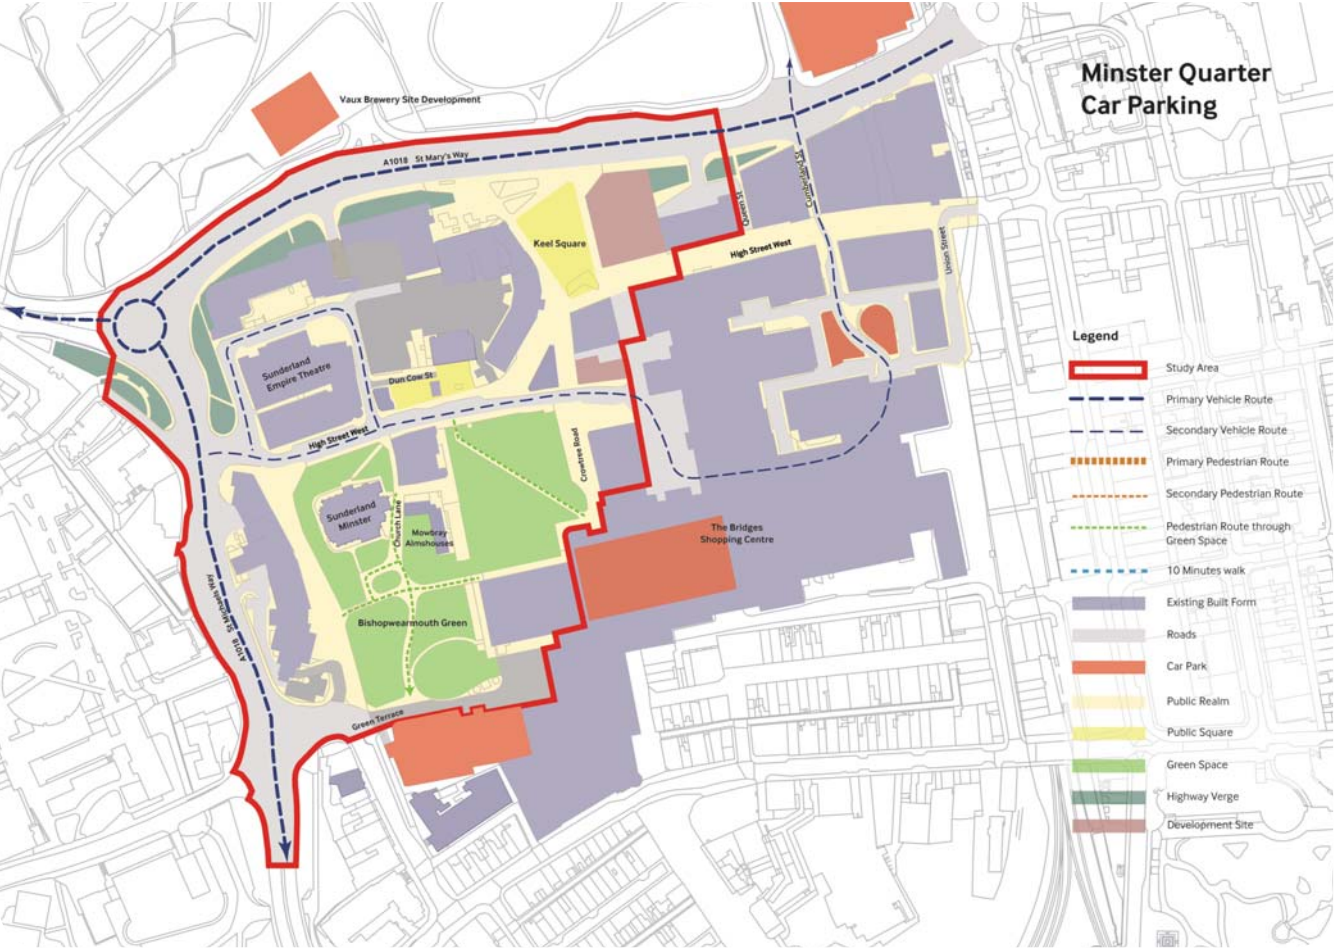 Minster Quarter
Car Parking
Vaux Brewery Site Development
A1018 St Mary's Way
Keel Square
Queen St
Cumberland St
High Street West
Union Street
Sunderland
Empire Theatre
Dun Cow St
High Street West
Crowtree Road
Sunderland
Minster
Church Lane
Mowbray
Almshouses
The Bridges
Shopping Centre
A1018 St Michaels Way
Bishopwearmouth Green
Green Terrace
Legend
Study Area
Primary Vehicle Route
Secondary Vehicle Route
Primary Pedestrian Route
Secondary Pedestrian Route
Pedestrian Route through
Green Space
10 Minutes walk
Existing Built Form
Roads
Car Park
Public Realm
Public Square
Green Space
Highway Verge
Development Site